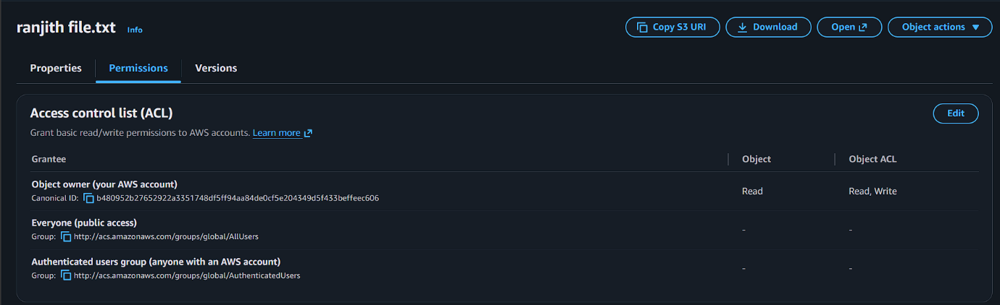 ranjith file.txt Info
Copy S3 URI Download Open Object actions
Properties Permissions Versions
Access control list (ACL) Edit
Grant basic read/write permissions to AWS accounts. Learn more
Grantee Object Object ACL
Object owner (your AWS account)
Canonical ID: b480952b27652922a3351748df5ff94aa84de0cf5e204349d5f433beffeec606
Read Read, Write
Everyone (public access)
Group: http://acs.amazonaws.com/groups/global/AllUsers
- -
Authenticated users group (anyone with an AWS account)
Group: http://acs.amazonaws.com/groups/global/AuthenticatedUsers
- -